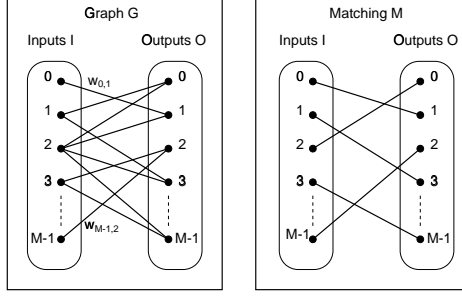 Graph G
Inputs I
Outputs O
0
0
w0,1
1
1
2
2
3
3
M-1
wM-1,2
M-1
Matching M
Inputs I
Outputs O
0
0
1
1
2
2
3
3
M-1
M-1